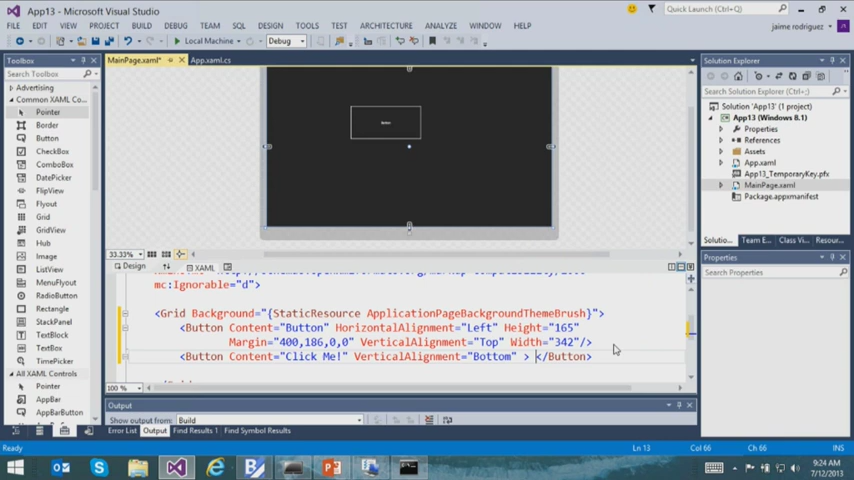 App13 - Microsoft Visual Studio
Quick Launch (Ctrl+Q)
FILE EDIT VIEW PROJECT BUILD DEBUG TEAM SQL DESIGN TEST ARCHITECTURE ANALYZE WINDOW HELP
jaime rodriguez
Local Machine Debug
Toolbox
Search Toolbox
Advertising
Common XAML Co...
Pointer
Border
Button
CheckBox
ComboBox
DatePicker
FlipView
Flyout
Grid
GridView
Hub
Image
ListView
MenuFlyout
RadioButton
Rectangle
StackPanel
TextBlock
TextBox
TimePicker
All XAML Controls
Pointer
AppBar
AppBarButton
MainPage.xaml* App.xaml.cs
Button
33.33%
Design XAML
mc:Ignorable="d">
<Grid Background="{StaticResource ApplicationPageBackgroundThemeBrush}">
<Button Content="Button" HorizontalAlignment="Left" Height="165"
Margin="400,186,0,0" VerticalAlignment="Top" Width="342"/>
<Button Content="Click Me!" VerticalAlignment="Bottom" > </Button>
100 %
Output
Show output from: Build
Error List Output Find Results 1 Find Symbol Results
Solution Explorer
Search Solution Explorer (Ctrl+;)
Solution 'App13' (1 project)
App13 (Windows 8.1)
Properties
References
Assets
App.xaml
App13_TemporaryKey.pfx
MainPage.xaml
Package.appxmanifest
Solutio... Team E... Class Vi... Resour...
Properties
Search Properties
Ready Ln 13 Col 66 Ch 66 INS
9:24 AM
7/12/2013